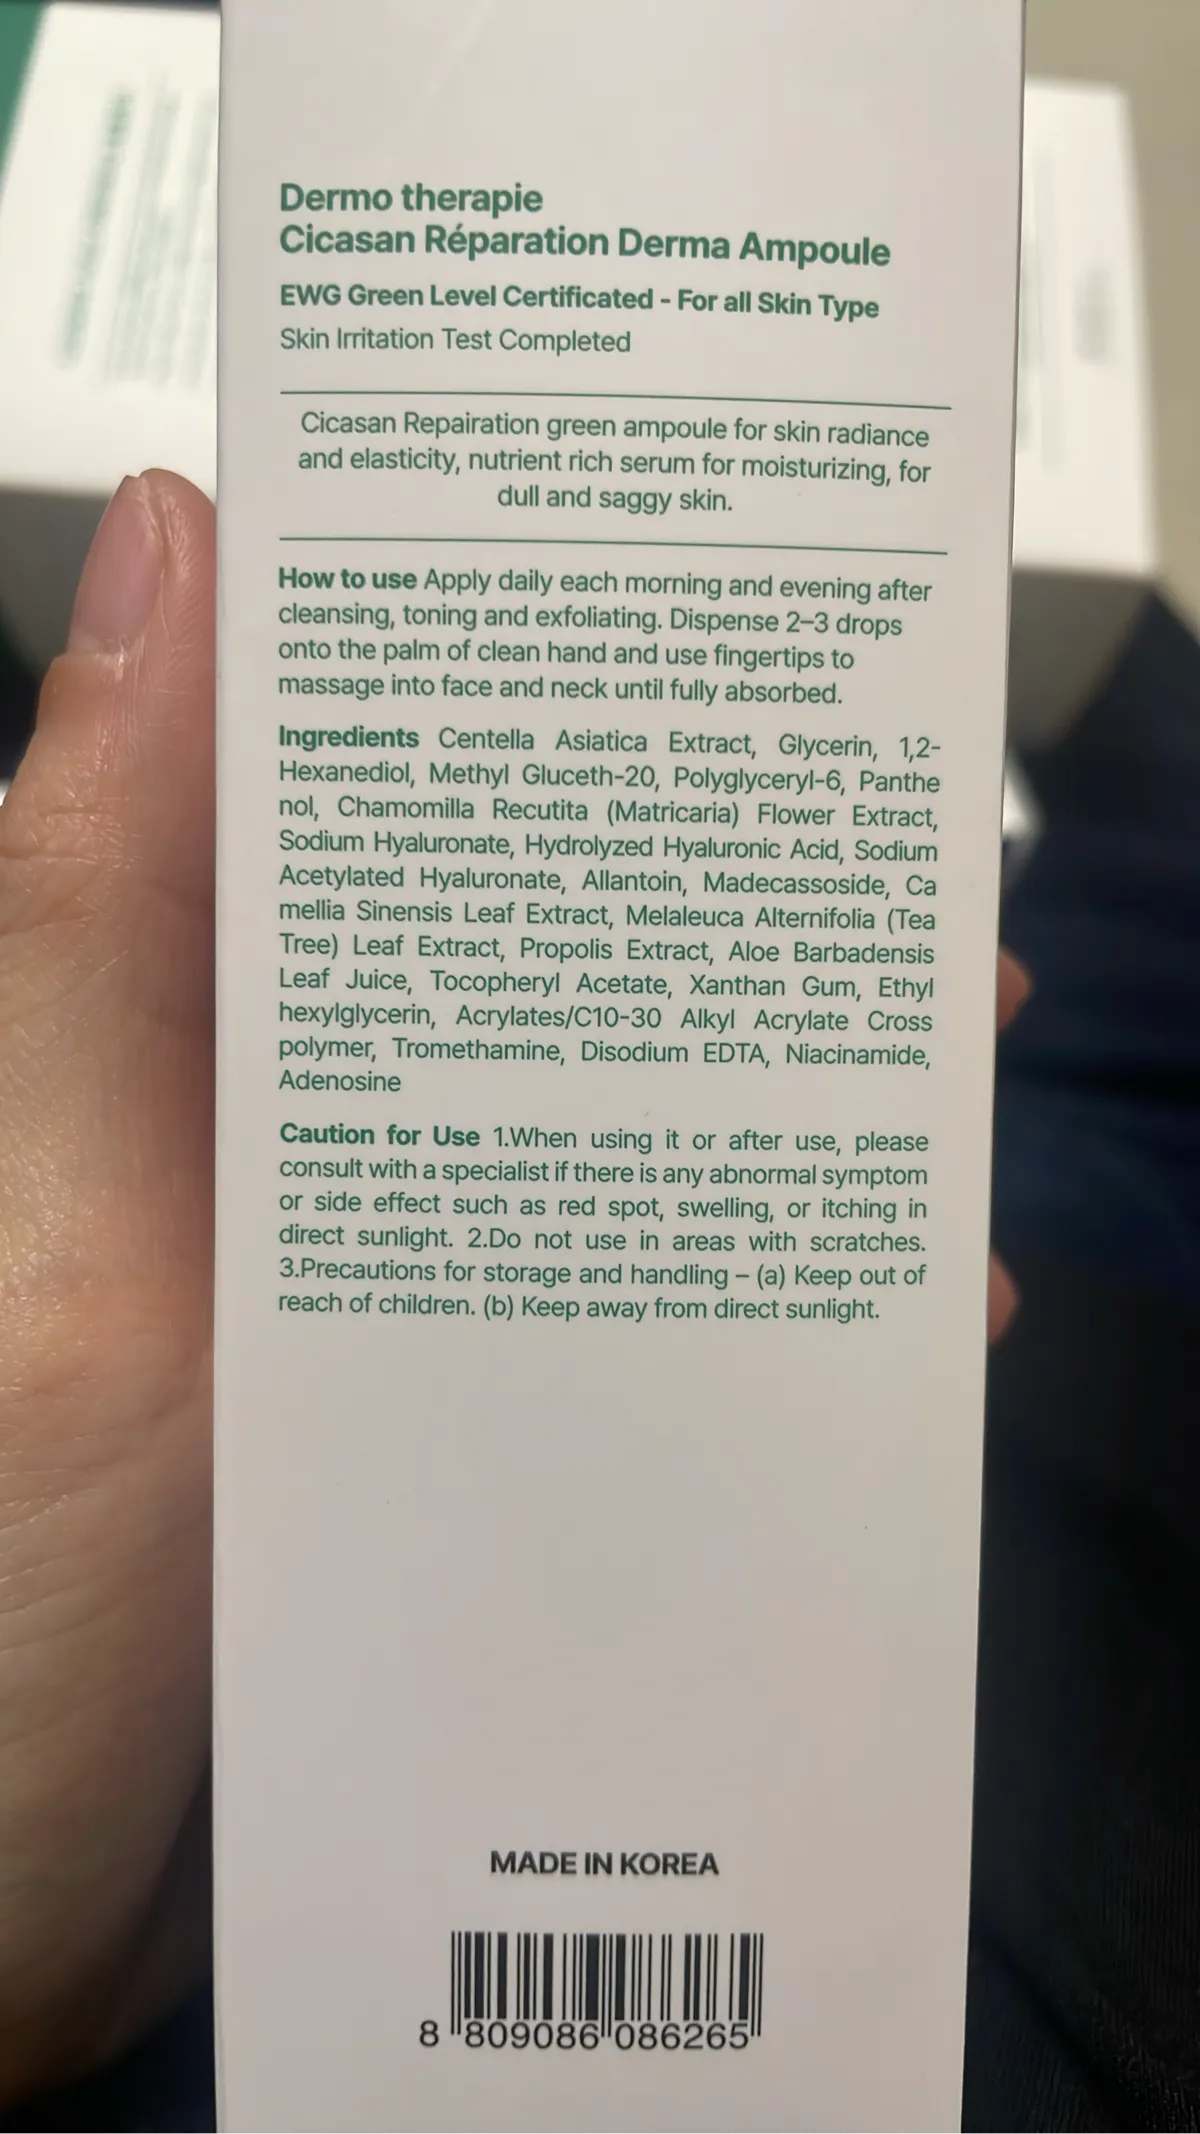 Dermo therapie
Cicasan Réparation Derma Ampoule
EWG Green Level Certificated - For all Skin Type
Skin Irritation Test Completed
Cicasan Repairation green ampoule for skin radiance
and elasticity, nutrient rich serum for moisturizing, for
dull and saggy skin.
How to use Apply daily each morning and evening after
cleansing, toning and exfoliating. Dispense 2–3 drops
onto the palm of clean hand and use fingertips to
massage into face and neck until fully absorbed.
Ingredients Centella Asiatica Extract, Glycerin, 1,2-
Hexanediol, Methyl Gluceth-20, Polyglyceryl-6, Panthe
nol, Chamomilla Recutita (Matricaria) Flower Extract,
Sodium Hyaluronate, Hydrolyzed Hyaluronic Acid, Sodium
Acetylated Hyaluronate, Allantoin, Madecassoside, Ca
mellia Sinensis Leaf Extract, Melaleuca Alternifolia (Tea
Tree) Leaf Extract, Propolis Extract, Aloe Barbadensis
Leaf Juice, Tocopheryl Acetate, Xanthan Gum, Ethyl
hexylglycerin, Acrylates/C10-30 Alkyl Acrylate Cross
polymer, Tromethamine, Disodium EDTA, Niacinamide,
Adenosine
Caution for Use 1.When using it or after use, please
consult with a specialist if there is any abnormal symptom
or side effect such as red spot, swelling, or itching in
direct sunlight. 2.Do not use in areas with scratches.
3.Precautions for storage and handling – (a) Keep out of
reach of children. (b) Keep away from direct sunlight.
MADE IN KOREA
8 809086 086265